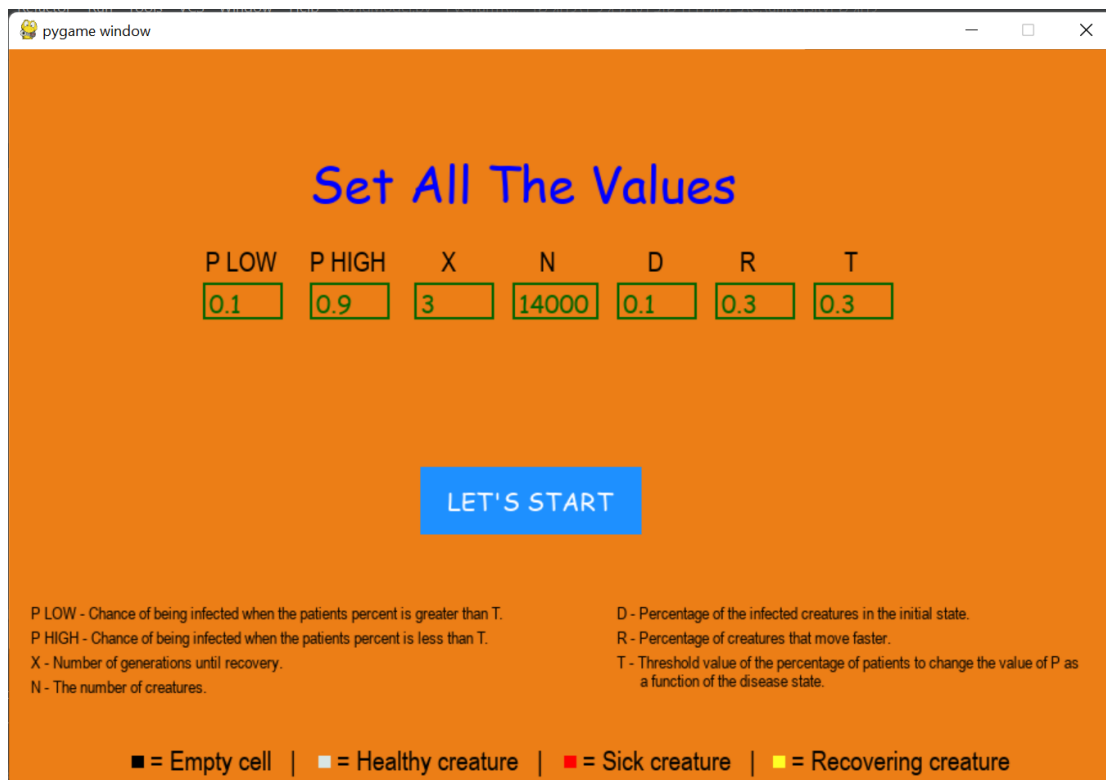 pygame window
Set All The Values
P LOW P HIGH X N D R T
0.1 0.9 3 14000 0.1 0.3 0.3
LET'S START
P LOW - Chance of being infected when the patients percent is greater than T.
P HIGH - Chance of being infected when the patients percent is less than T.
X - Number of generations until recovery.
N - The number of creatures.
D - Percentage of the infected creatures in the initial state.
R - Percentage of creatures that move faster.
T - Threshold value of the percentage of patients to change the value of P as
a function of the disease state.
= Empty cell | = Healthy creature | = Sick creature | = Recovering creature